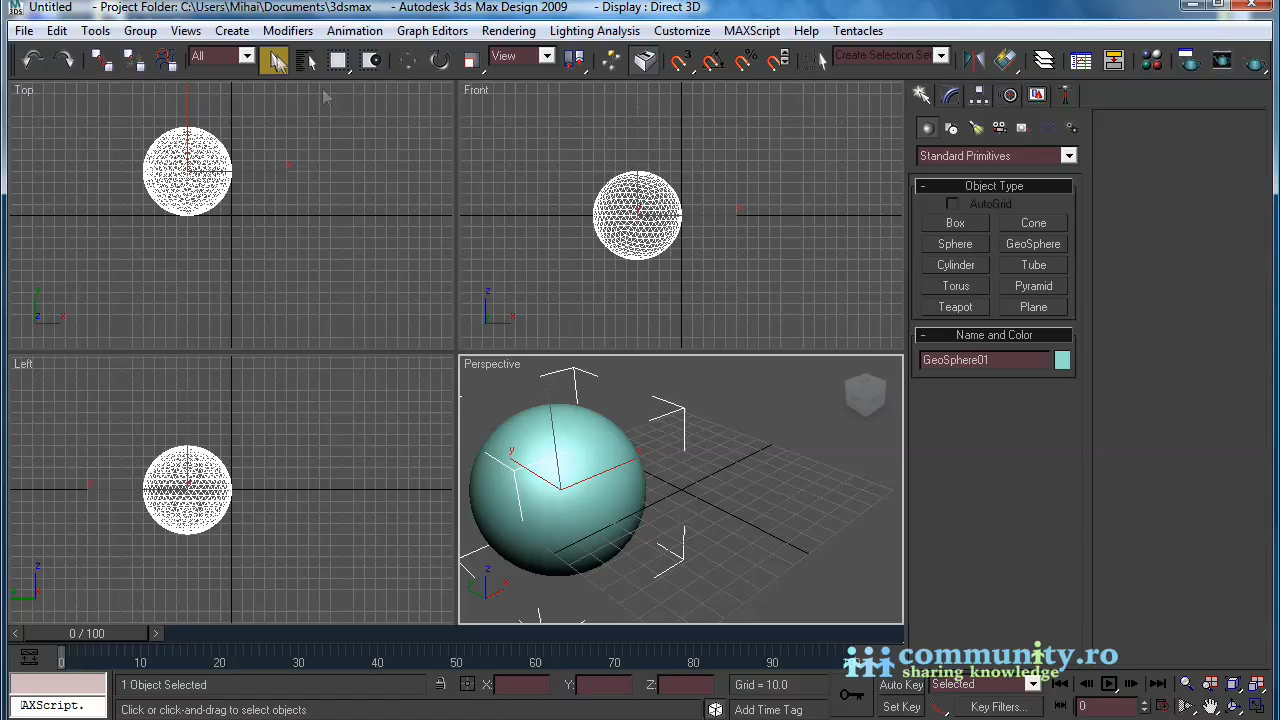 Untitled - Project Folder: C:\Users\Mihai\Documents\3dsmax - Autodesk 3ds Max Design 2009 - Display : Direct 3D
File Edit Tools Group Views Create Modifiers Animation Graph Editors Rendering Lighting Analysis Customize MAXScript Help Tentacles
All View Create Selection Set
Top Front
Standard Primitives
Object Type
AutoGrid
Box Cone
Sphere GeoSphere
Cylinder Tube
Torus Pyramid
Teapot Plane
Name and Color
GeoSphere01
Left Perspective
0 / 100
0 10 20 30 40 50 60 70 80 90
community.ro
sharing knowledge
1 Object Selected X: Y: Z: Grid = 10.0 Auto Key Selected
AXScript. Click or click-and-drag to select objects Add Time Tag Set Key Key Filters... 0